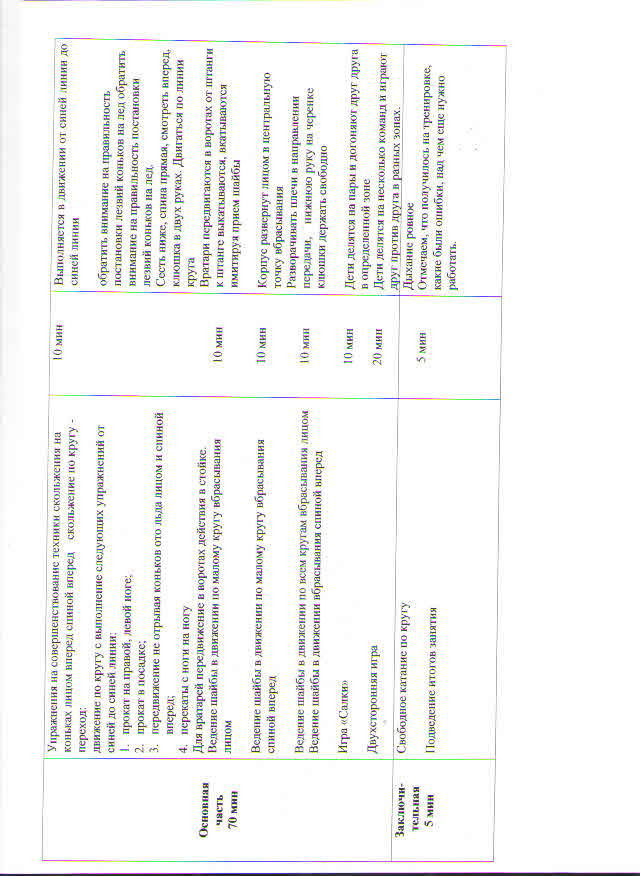 Основная
часть
70 мин
Упражнения на совершенствование техники скольжения на
коньках лицом вперед спиной вперед скольжение по кругу -
переход:
движение по кругу с выполнение следующих упражнений от
синей до синей линии:
1. прокат на правой, левой ноге;
2. прокат в посадке;
3. передвижение не отрывая коньков ото льда лицом и спиной
вперед;
4. перекаты с ноги на ногу
Для вратарей передвижение в воротах действия в стойке.
Ведение шайбы в движении по малому кругу вбрасывания
лицом
Ведение шайбы в движении по малому кругу вбрасывания
спиной вперед
Ведение шайбы в движении по всем кругам вбрасывания лицом
Ведение шайбы в движении вбрасывания спиной вперед
Игра «Салки»
Двухсторонняя игра
10 мин
10 мин
10 мин
10 мин
10 мин
20 мин
Выполняется в движении от синей линии до
синей линии
обратить внимание на правильность
постановки лезвий коньков на лед обратить
внимание на правильность постановки
лезвий коньков на лед.
Сесть ниже, спина прямая, смотреть вперед,
клюшка в двух руках. Двигаться по линии
круга
Вратари передвигаются в воротах от штанги
к штанге выкатываются, вкатываются
имитируя прием шайбы
Корпус развернут лицом в центральную
точку вбрасывания
Разворачивать плечи в направлении
передачи, нижнюю руку на черенке
клюшки держать свободно
Дети делятся на пары и догоняют друг друга
в определенной зоне
Дети делятся на несколько команд и играют
друг против друга в разных зонах.
Заключи-
тельная
5 мин
Свободное катание по кругу
Подведение итогов занятия
5 мин
Дыхание ровное
Отмечаем, что получилось на тренировке,
какие были ошибки, над чем еще нужно
работать.